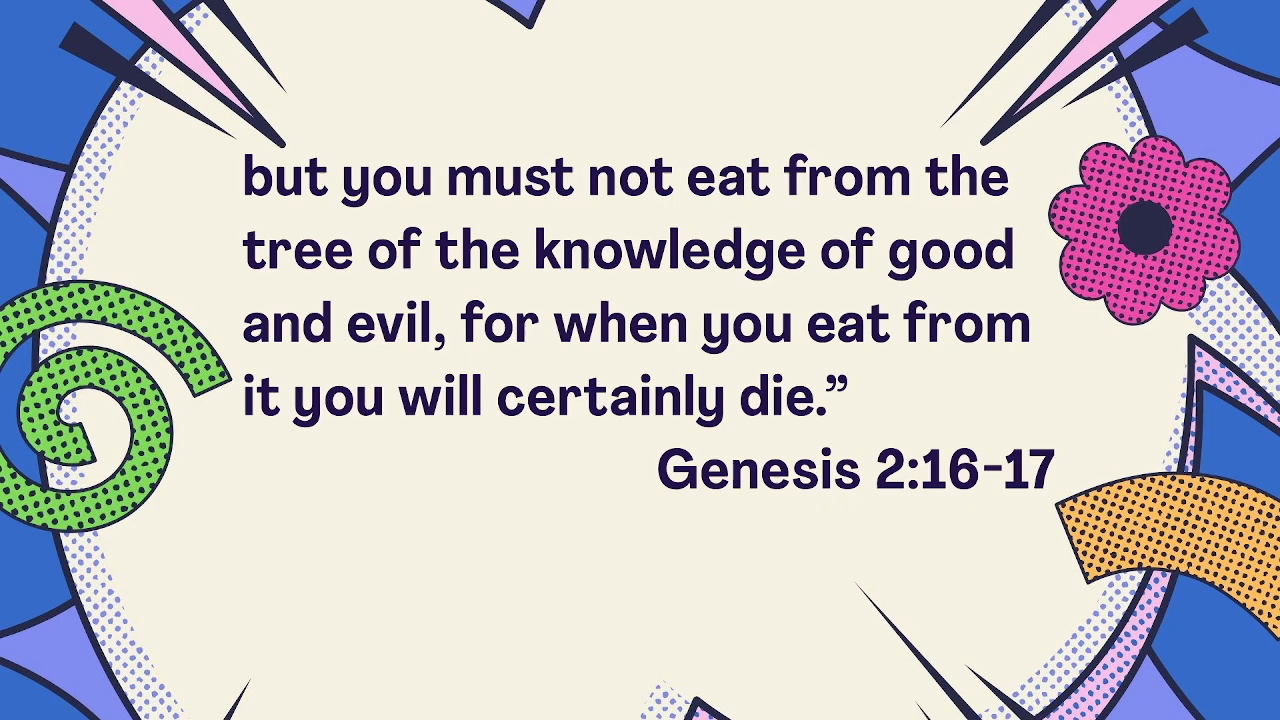 but you must not eat from the
tree of the knowledge of good
and evil, for when you eat from
it you will certainly die.”
Genesis 2:16-17